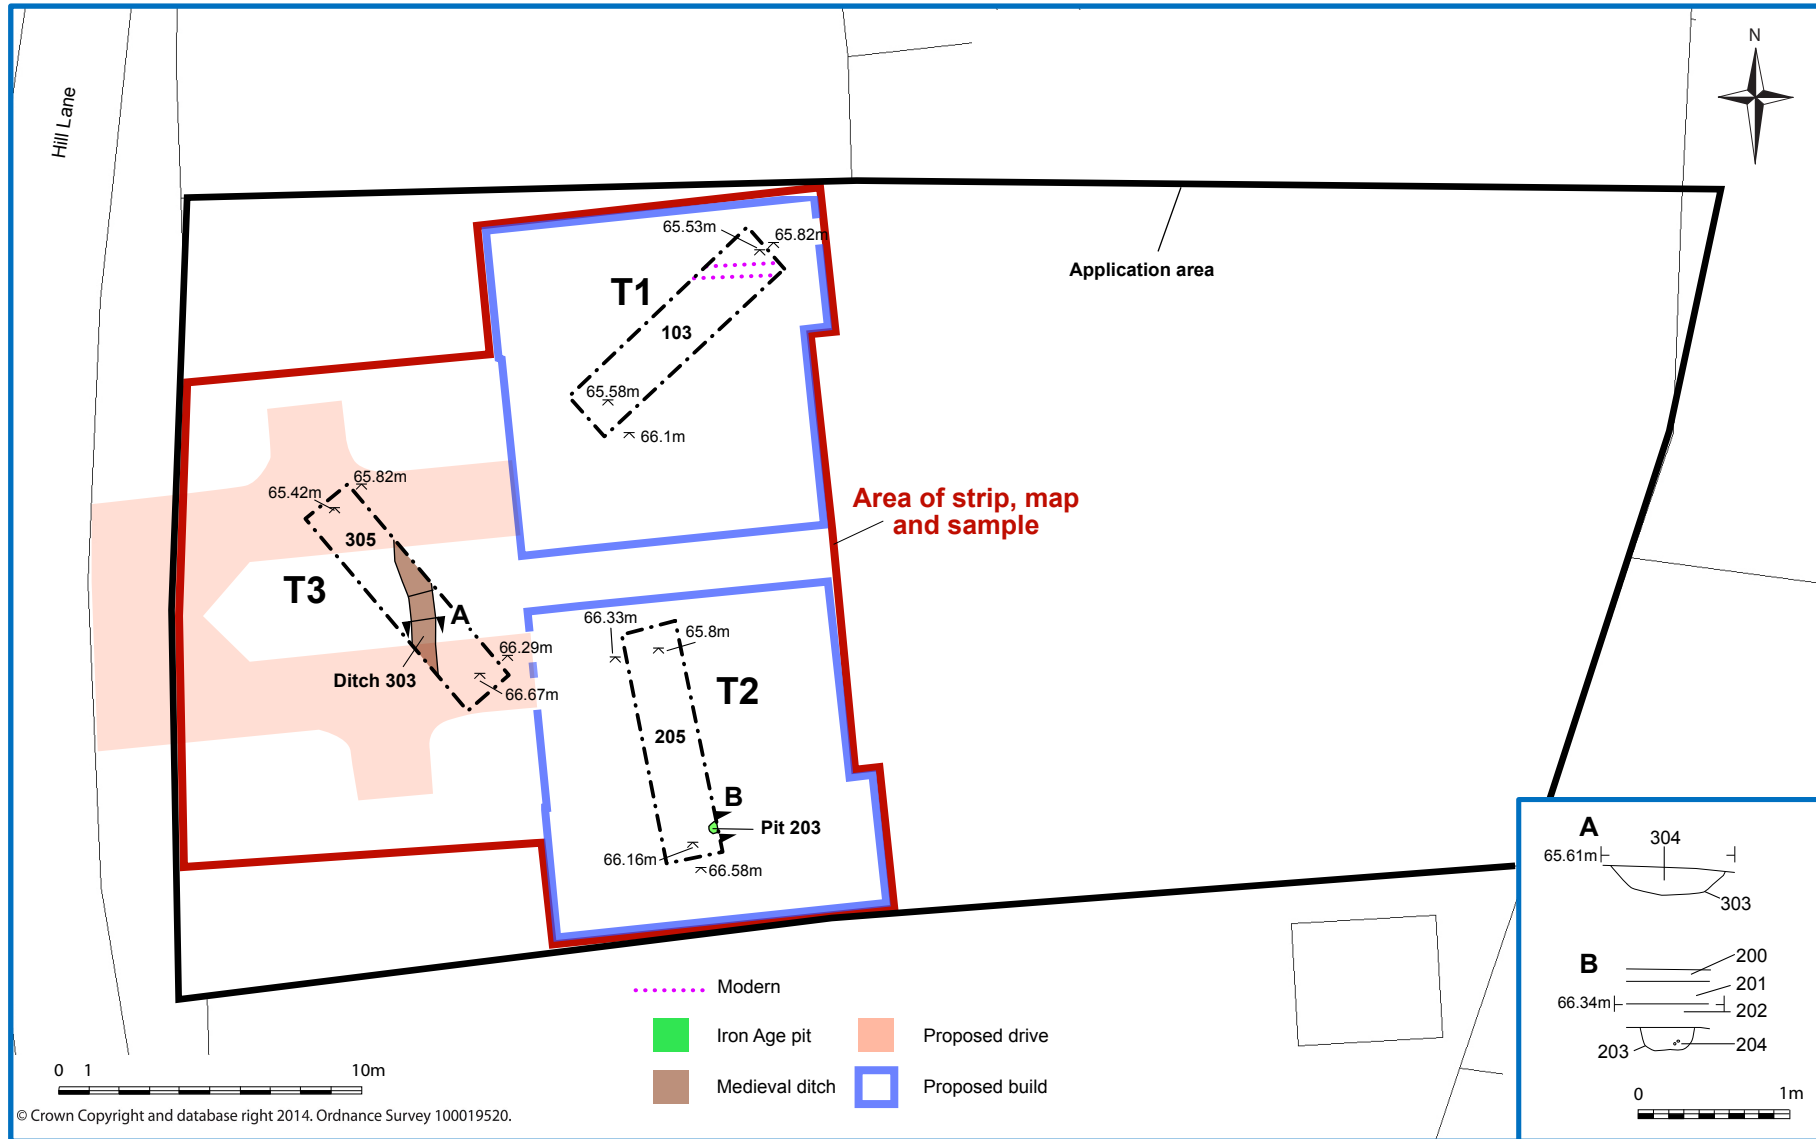 Hill Lane
N
65.53m
65.82m
T1
103
Application area
65.58m
66.1m
65.82m
65.42m
305
T3
A
Area of strip, map
and sample
66.33m
65.8m
66.29m
Ditch 303
66.67m
T2
205
B
Pit 203
66.16m
66.58m
A
304
65.61m
303
B
200
201
66.34m
202
203
204
0
1m
Modern
Iron Age pit
Proposed drive
Medieval ditch
Proposed build
0 1 10m
© Crown Copyright and database right 2014. Ordnance Survey 100019520.